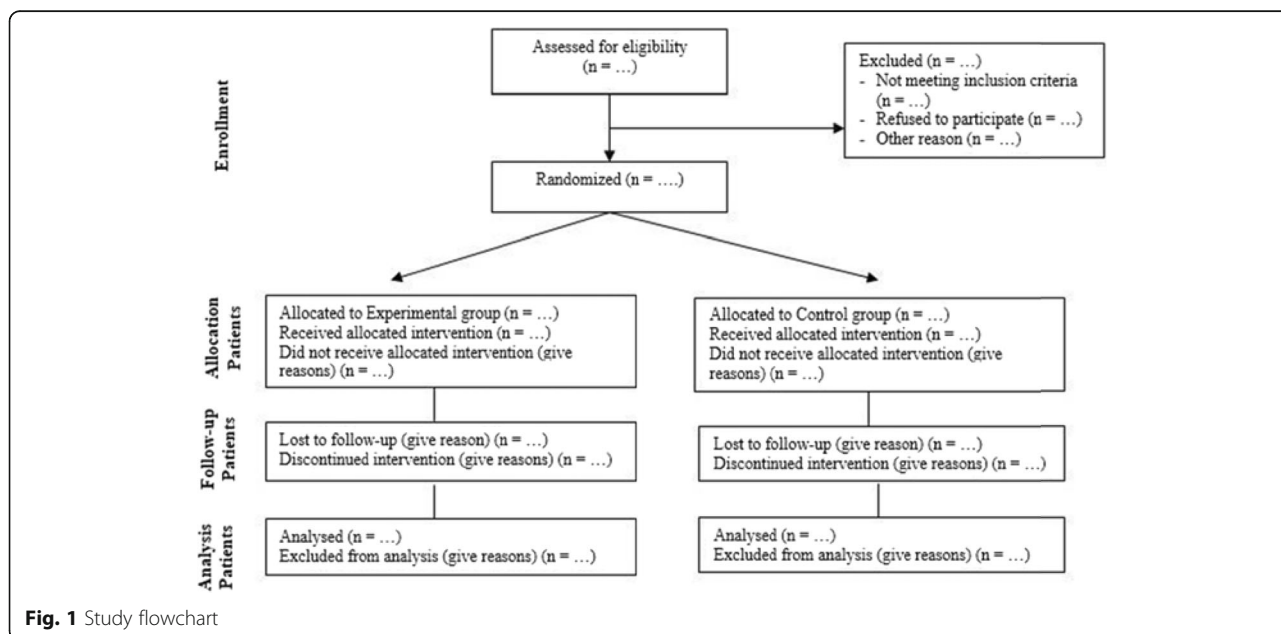 Enrollment
Assessed for eligibility
(n = …)
Excluded (n = …)
- Not meeting inclusion criteria
(n = …)
- Refused to participate (n = …)
- Other reason (n = …)
Randomized (n = ….)
Allocation
Patients
Allocated to Experimental group (n = …)
Received allocated intervention (n = …)
Did not receive allocated intervention (give
reasons) (n = …)
Allocated to Control group (n = …)
Received allocated intervention (n = …)
Did not receive allocated intervention (give
reasons) (n = …)
Follow-up
Patients
Lost to follow-up (give reason) (n = …)
Discontinued intervention (give reasons) (n = …)
Lost to follow-up (give reason) (n = …)
Discontinued intervention (give reasons) (n = …)
Analysis
Patients
Analysed (n = …)
Excluded from analysis (give reasons) (n = …)
Analysed (n = …)
Excluded from analysis (give reasons) (n = …)
Fig. 1 Study flowchart